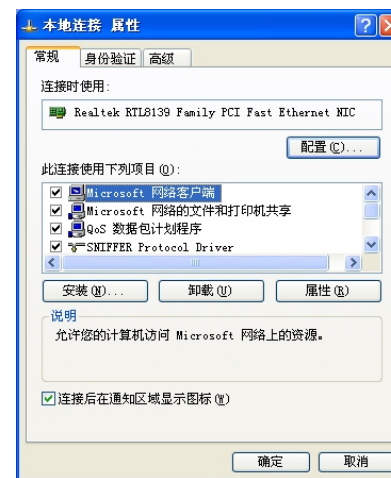 本地连接 属性
常规 身份验证 高级
连接时使用:
Realtek RTL8139 Family PCI Fast Ethernet NIC
配置(C)...
此连接使用下列项目(O):
Microsoft 网络客户端
Microsoft 网络的文件和打印机共享
QoS 数据包计划程序
SNIFFER Protocol Driver
安装(N)... 卸载(U) 属性(R)
说明
允许您的计算机访问 Microsoft 网络上的资源。
连接后在通知区域显示图标(W)
确定 取消